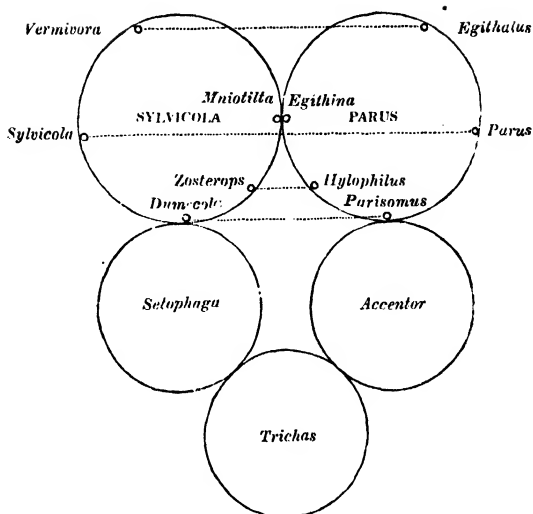 Vermivora Egithalus
Mniotilta Egithina
SYLVICOLA PARUS
Sylvicola Parus
Zosterops Hylophilus
Parisomus
Setophaga Accentor
Trichas